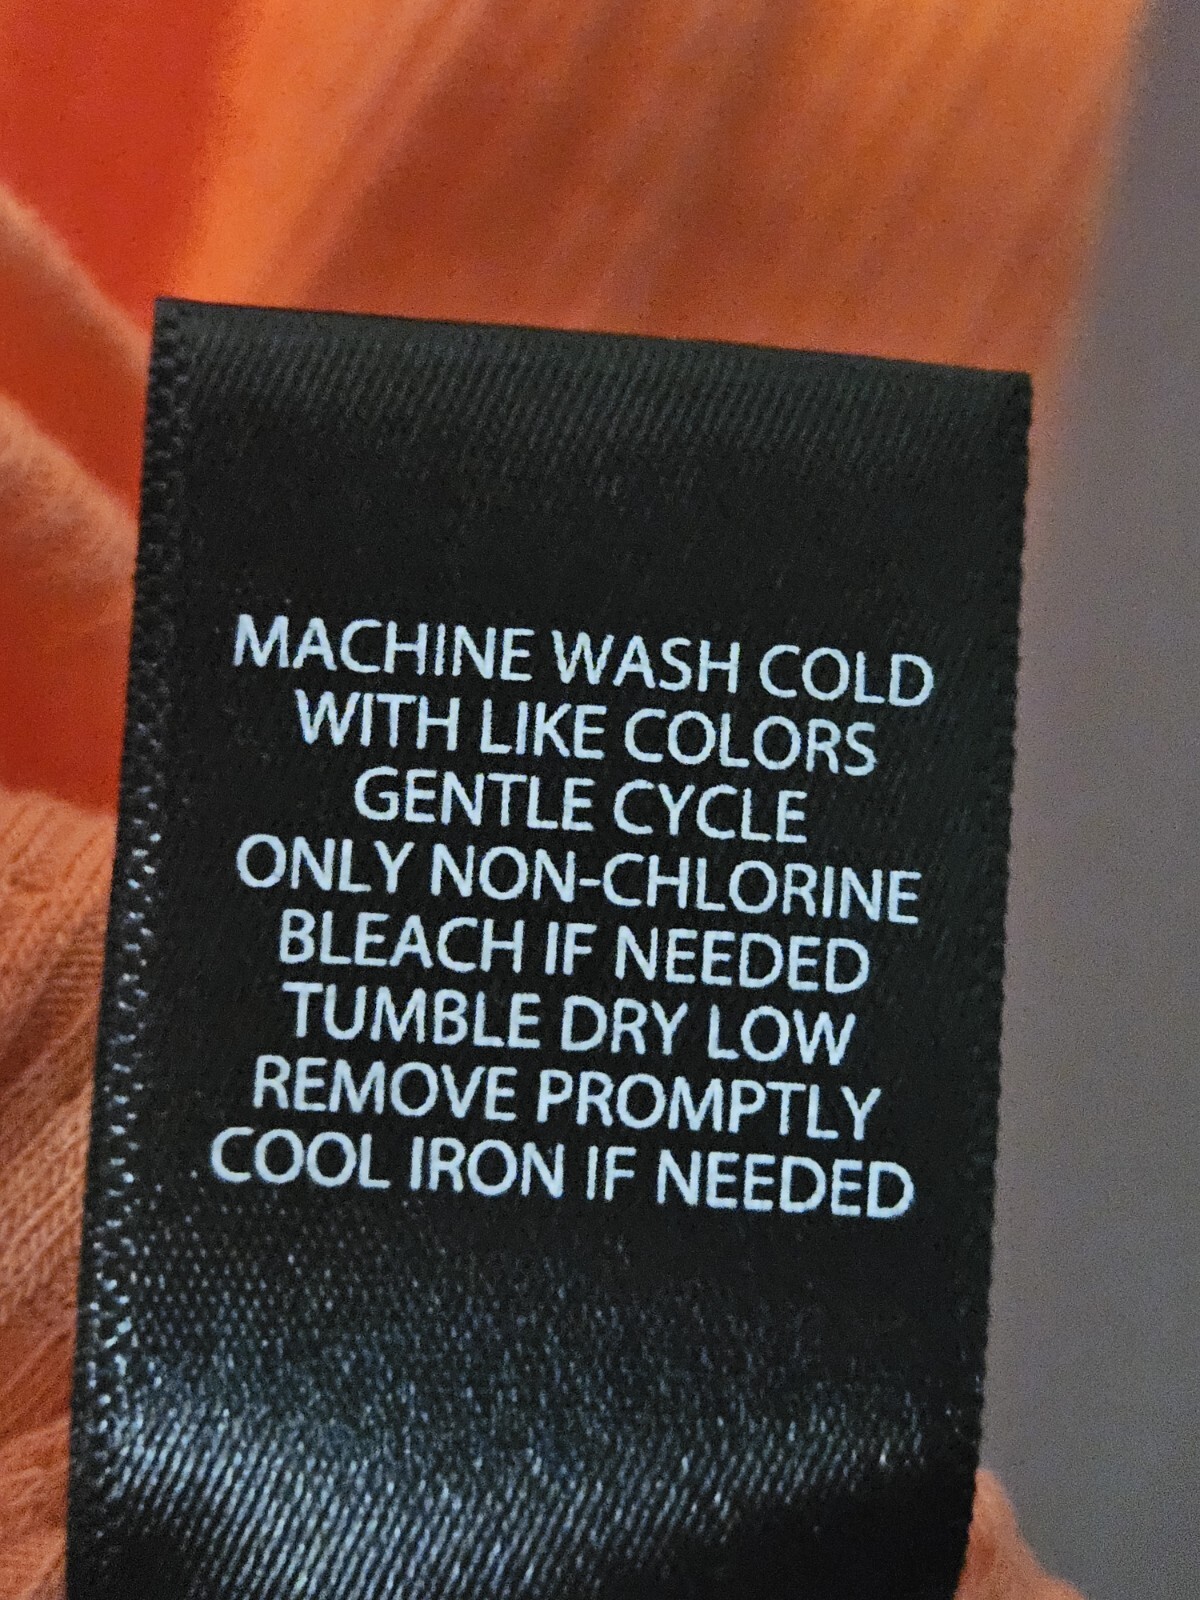 MACHINE WASH COLD
WITH LIKE COLORS
GENTLE CYCLE
ONLY NON-CHLORINE
BLEACH IF NEEDED
TUMBLE DRY LOW
REMOVE PROMPTLY
COOL IRON IF NEEDED